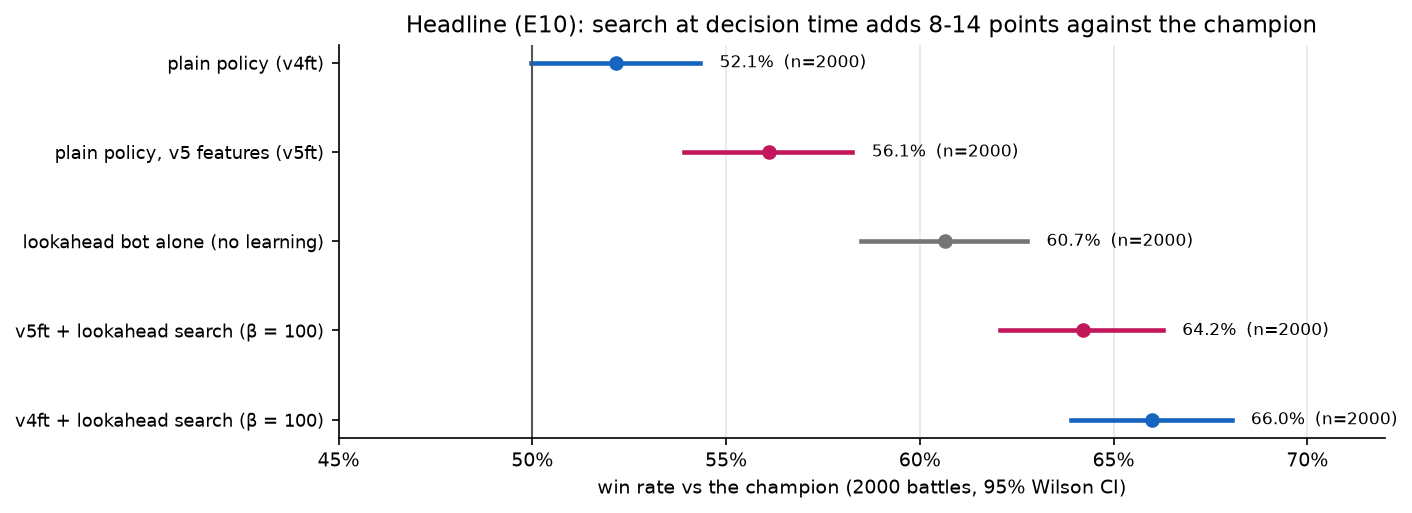 Headline (E10): search at decision time adds 8-14 points against the champion
plain policy (v4ft)
52.1% (n=2000)
plain policy, v5 features (v5ft)
56.1% (n=2000)
lookahead bot alone (no learning)
60.7% (n=2000)
v5ft + lookahead search (β = 100)
64.2% (n=2000)
v4ft + lookahead search (β = 100)
66.0% (n=2000)
45%
50%
55%
60%
65%
70%
win rate vs the champion (2000 battles, 95% Wilson CI)